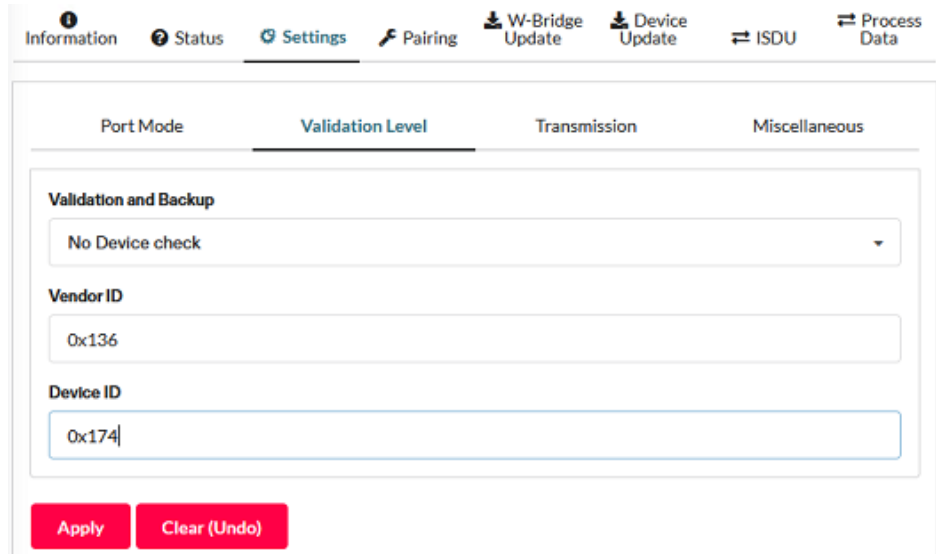 Information
Status
Settings
Pairing
W-Bridge
Update
Device
Update
ISDU
Process
Data
Port Mode
Validation Level
Transmission
Miscellaneous
Validation and Backup
No Device check
Vendor ID
0x136
Device ID
0x174
Apply
Clear (Undo)